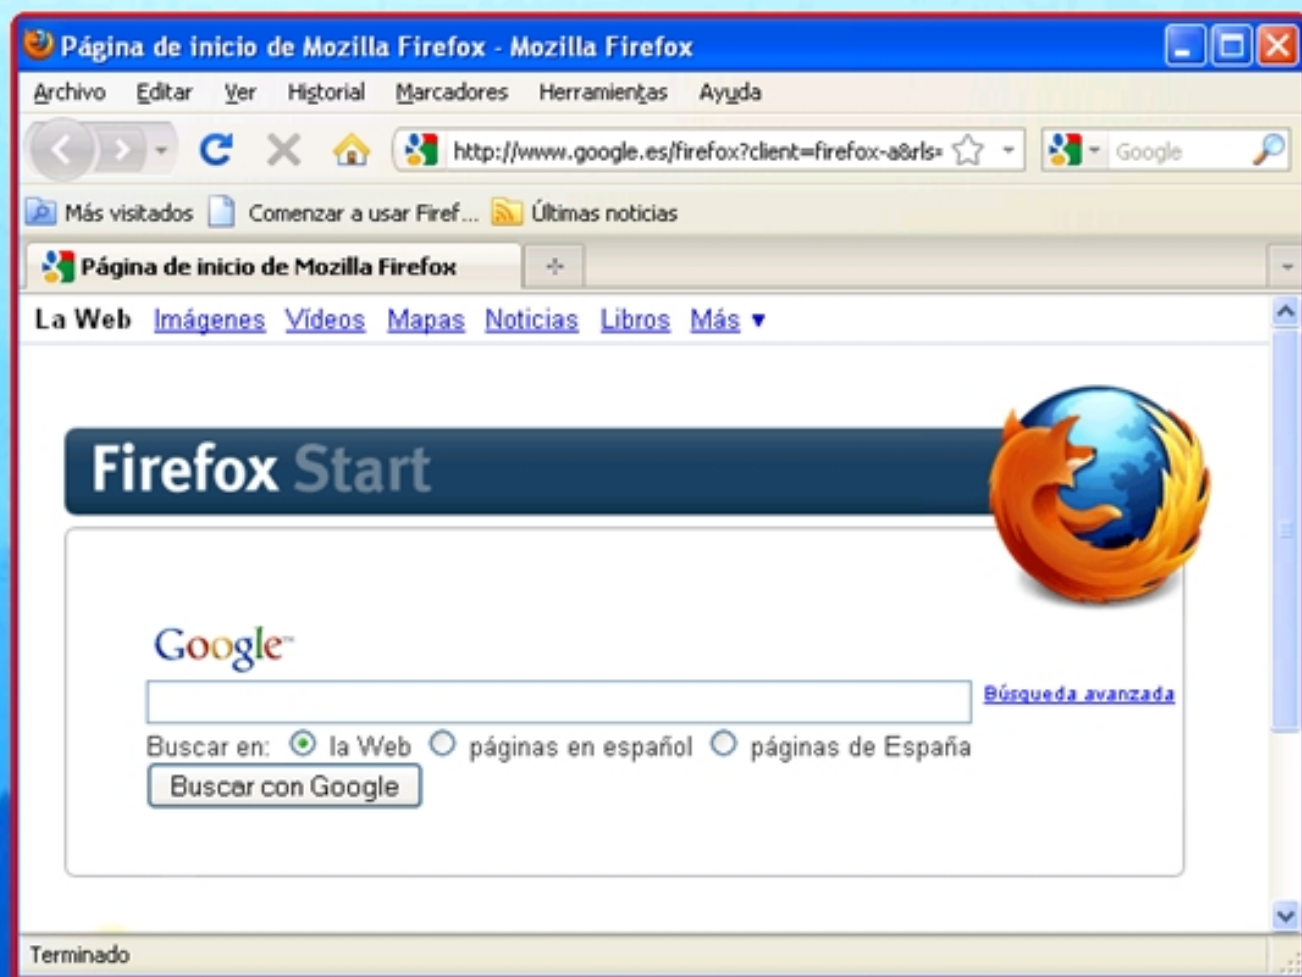 Página de inicio de Mozilla Firefox - Mozilla Firefox
Archivo Editar Ver Historial Marcadores Herramientas Ayuda
http://www.google.es/firefox?client=firefox-a&rls= Google
Más visitados Comenzar a usar Firef... Últimas noticias
Página de inicio de Mozilla Firefox
La Web Imágenes Vídeos Mapas Noticias Libros Más
Firefox Start
Google™
Búsqueda avanzada
Buscar en: la Web páginas en español páginas de España
Buscar con Google
Terminado